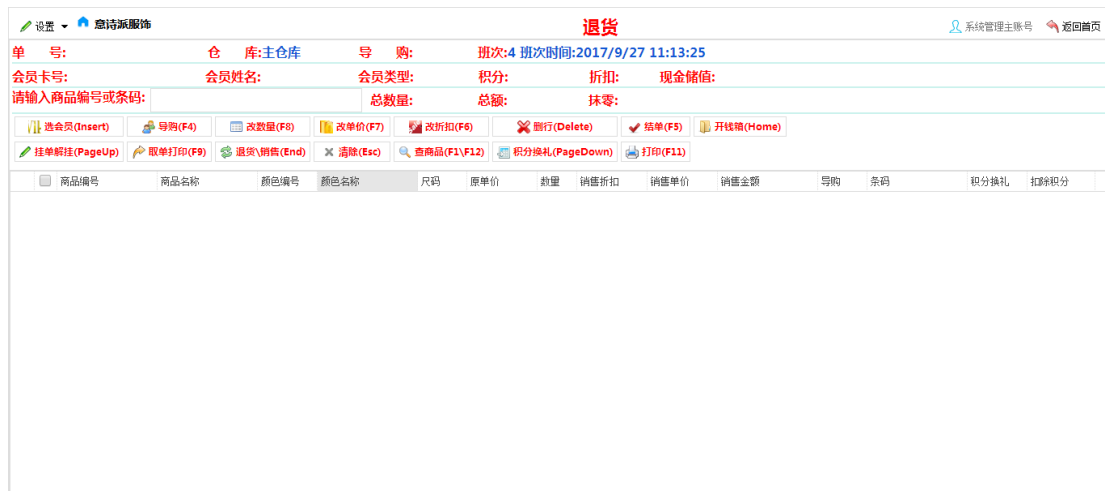 设置 意诗派服饰 退货 系统管理主账号 返回首页
单 号: 仓 库:主仓库 导 购: 班次:4 班次时间:2017/9/27 11:13:25
会员卡号: 会员姓名: 会员类型: 积分: 折扣: 现金储值:
请输入商品编号或条码: 总数量: 总额: 抹零:
选会员(Insert) 导购(F4) 改数量(F8) 改单价(F7) 改折扣(F6) 删行(Delete) 结单(F5) 开钱箱(Home)
挂单解挂(PageUp) 取单打印(F9) 退货\销售(End) 清除(Esc) 查商品(F1\F12) 积分换礼(PageDown) 打印(F11)
商品编号 商品名称 颜色编号 颜色名称 尺码 原单价 数量 销售折扣 销售单价 销售金额 导购 条码 积分换礼 扣除积分